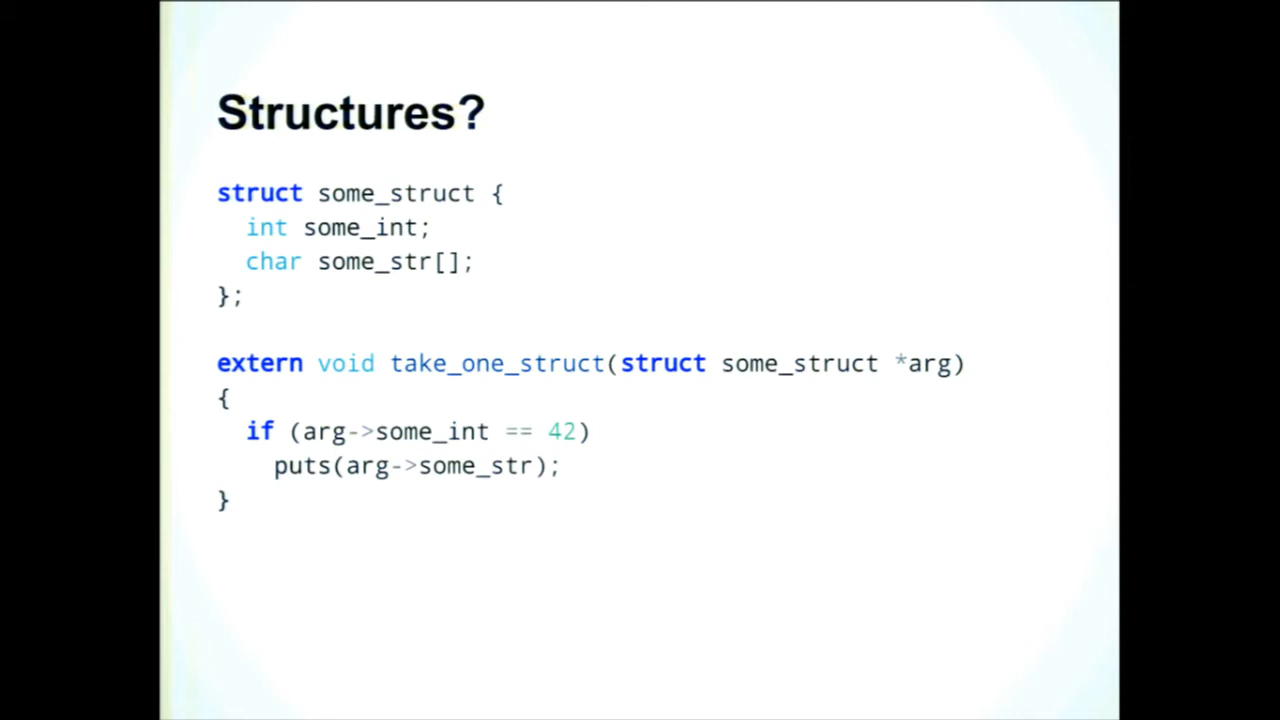 Structures?
struct some_struct {
  int some_int;
  char some_str[];
};
extern void take_one_struct(struct some_struct *arg)
{
  if (arg->some_int == 42)
    puts(arg->some_str);
}